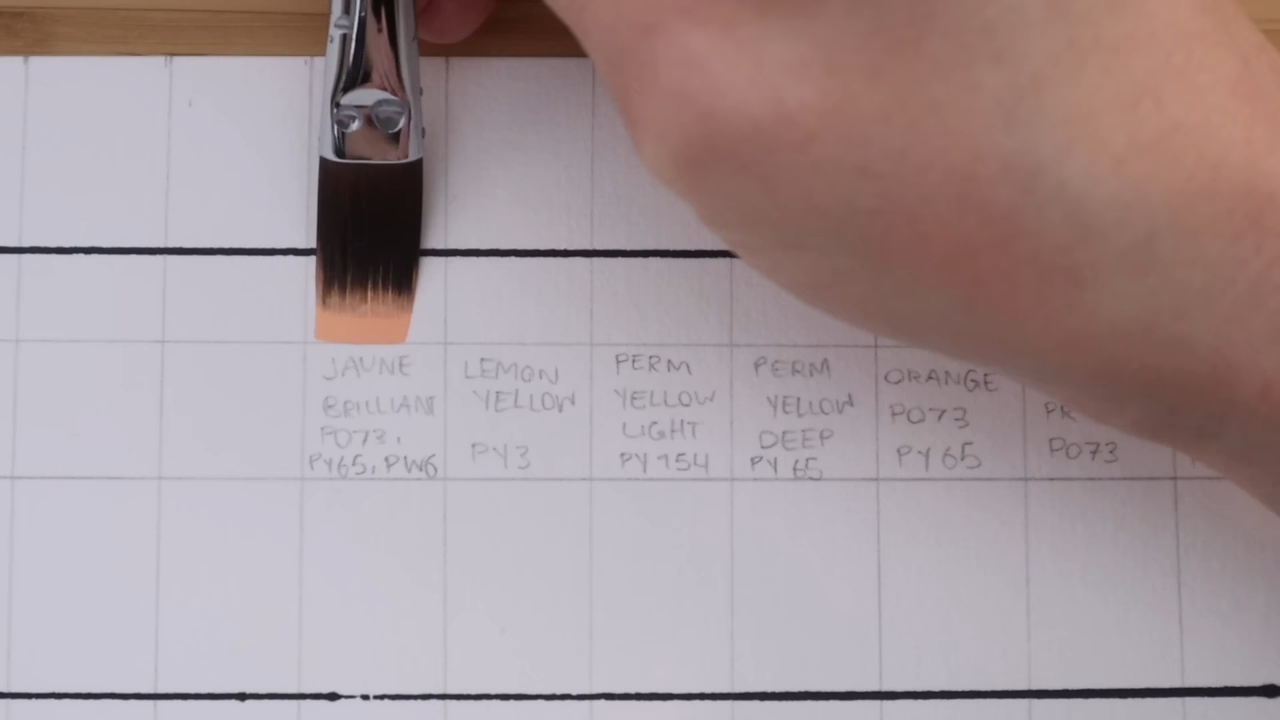 JAUNE
BRILLIANT
PO73,
PY65, PW6
LEMON
YELLOW
PY3
PERM
YELLOW
LIGHT
PY154
PERM
YELLOW
DEEP
PY65
ORANGE
PO73
PY65
PR
PO73